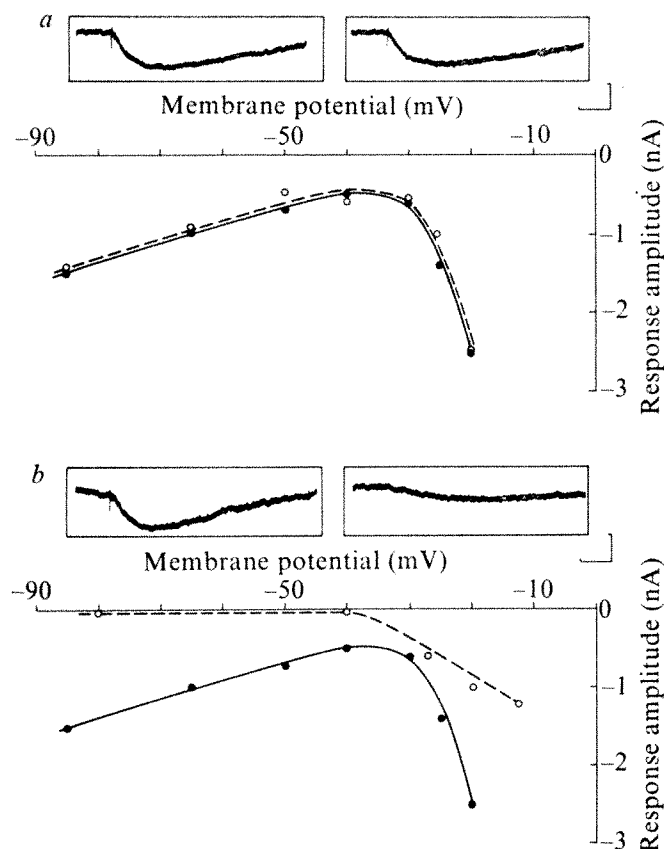 a
Membrane potential (mV)
−90 −50 −10 0
−1
−2
−3
Response amplitude (nA)
b
Membrane potential (mV)
−90 −50 −10 0
−1
−2
−3
Response amplitude (nA)